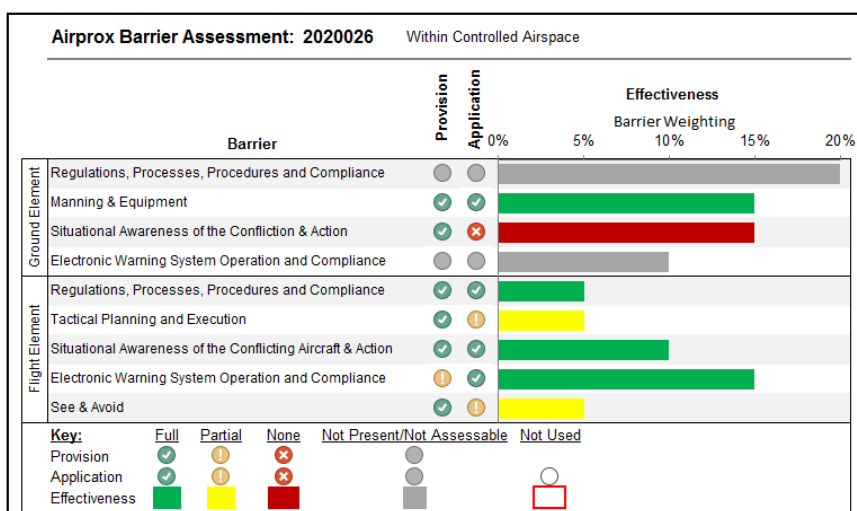 Airprox Barrier Assessment: 2020026 Within Controlled Airspace
Barrier
Provision
Application
Effectiveness
Barrier Weighting
0% 5% 10% 15% 20%
Ground Element
Regulations, Processes, Procedures and Compliance
Manning & Equipment
Situational Awareness of the Confliction & Action
Electronic Warning System Operation and Compliance
Flight Element
Regulations, Processes, Procedures and Compliance
Tactical Planning and Execution
Situational Awareness of the Conflicting Aircraft & Action
Electronic Warning System Operation and Compliance
See & Avoid
Key: Full Partial None Not Present/Not Assessable Not Used
Provision
Application
Effectiveness